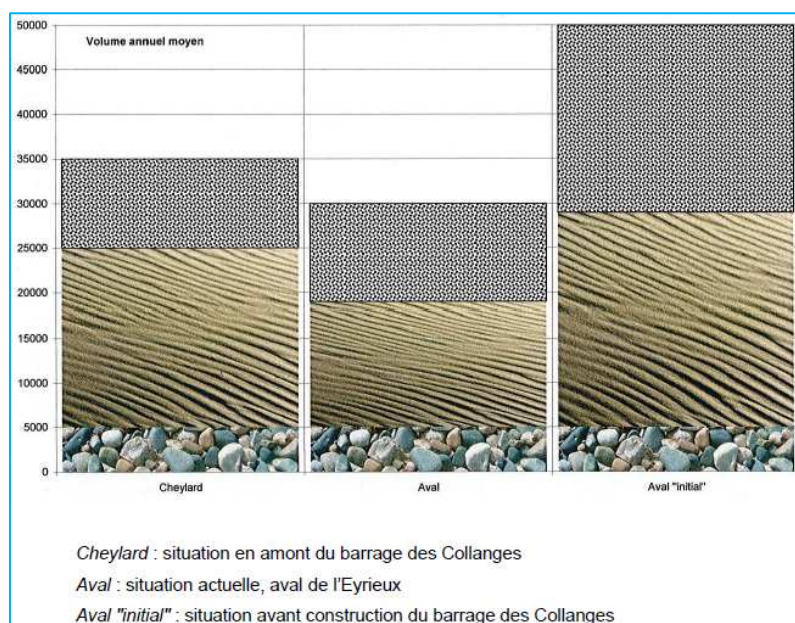 50000
Volume annuel moyen
45000
40000
35000
30000
25000
20000
15000
10000
5000
0
Cheylard
Aval
Aval "initial"
Cheylard : situation en amont du barrage des Collanges
Aval : situation actuelle, aval de l'Eyrieux
Aval "initial" : situation avant construction du barrage des Collanges